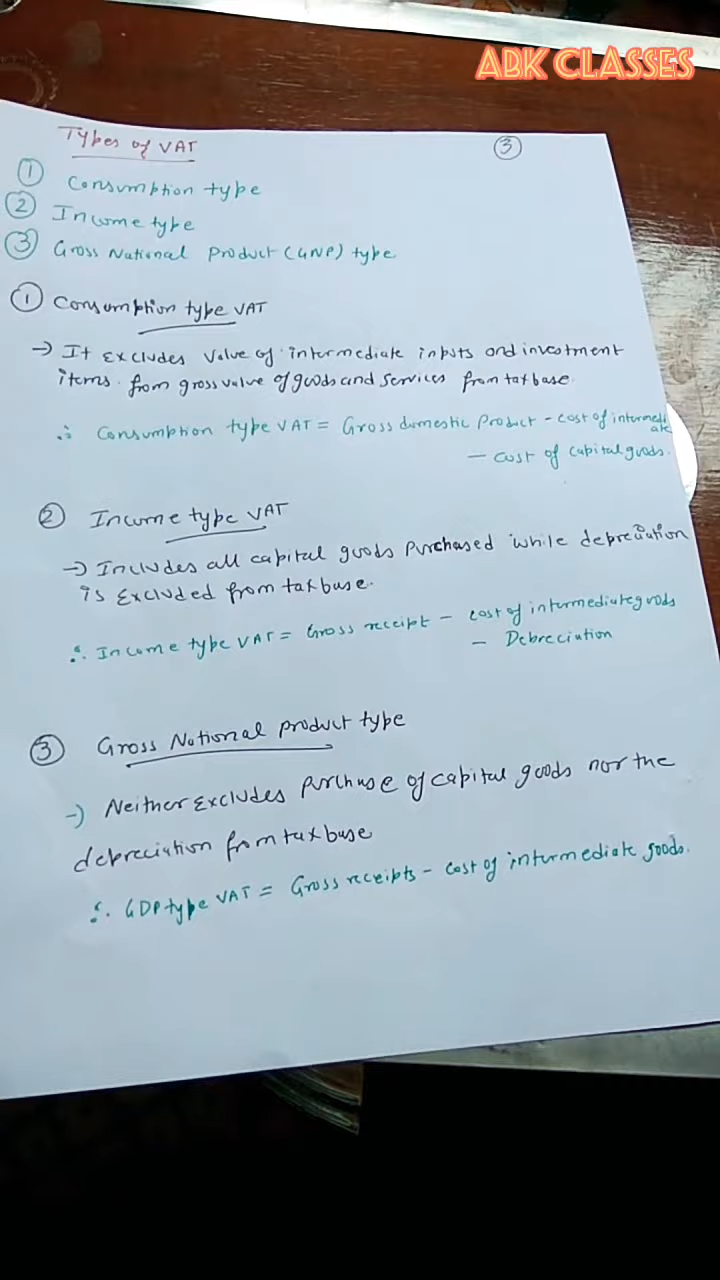 ABK CLASSES
Types of VAT
③
① Consumption type
② Income type
③ Gross National Product (GNP) type
① Consumption type VAT
→ It excludes value of intermediate inputs and investment
items from gross value of goods and services from tax base.
∴ Consumption type VAT = Gross domestic Product - cost of intermedi
ate
- cost of capital goods.
② Income type VAT
→ Includes all capital goods purchased while depreciation
is excluded from tax base.
∴ Income type VAT = Gross receipt - cost of intermediate goods
- Debreciation
③ Gross National product type
→ Neither excludes purchase of capital goods nor the
depreciation from tax base
∴ GDP type VAT = Gross receipts - cost of intermediate goods.